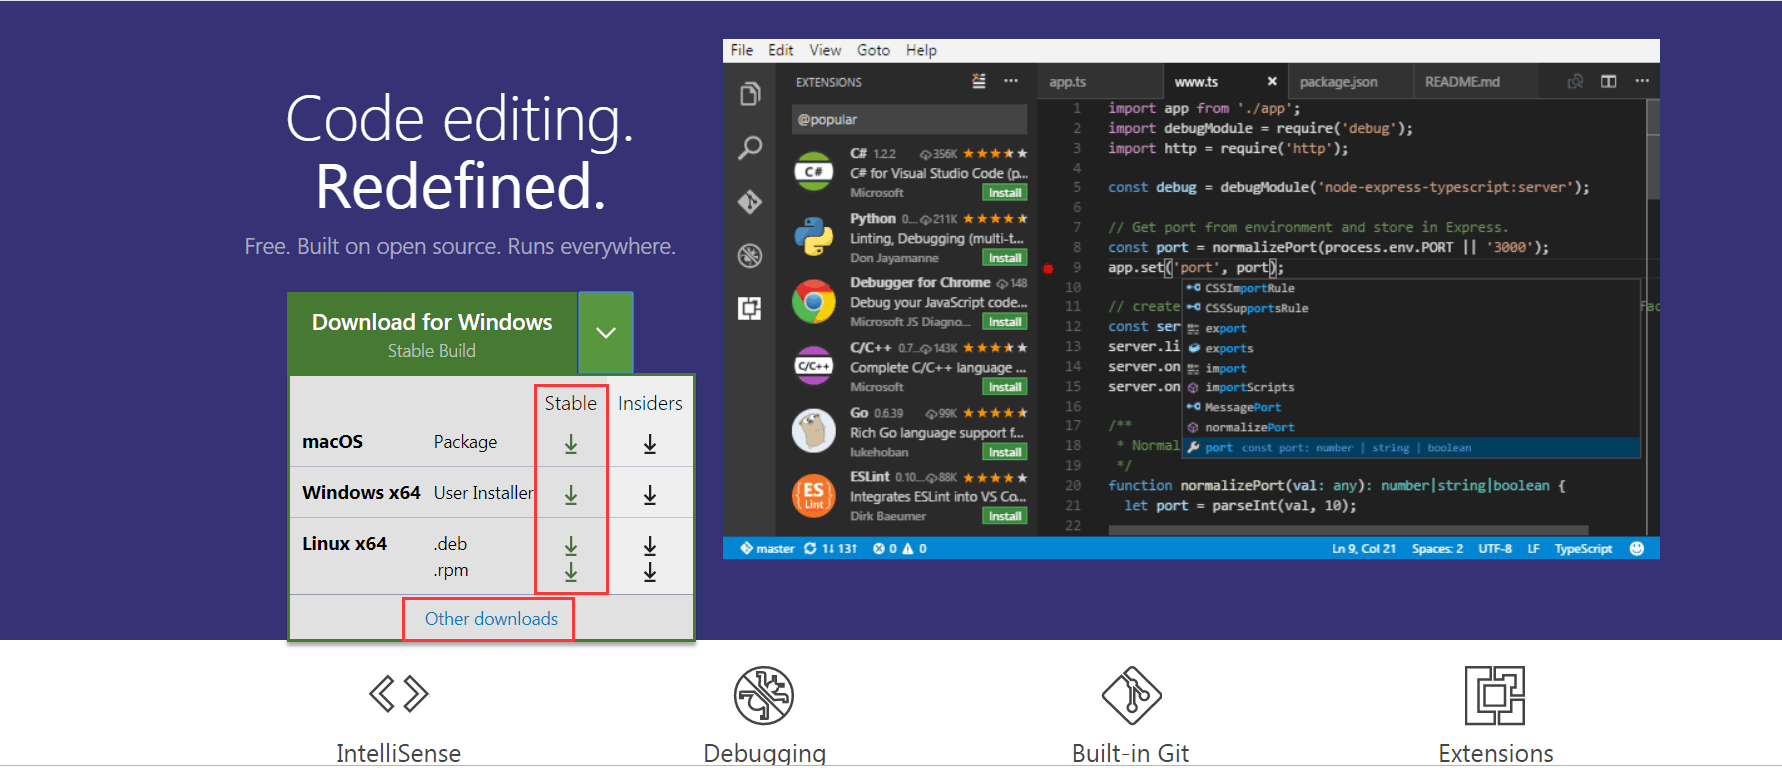 Code editing.
Redefined.
Free. Built on open source. Runs everywhere.
Download for Windows
Stable Build
Stable Insiders
macOS Package
Windows x64 User Installer
Linux x64 .deb
.rpm
Other downloads
File Edit View Goto Help
EXTENSIONS
@popular
C# 1.2.2 356K
C# for Visual Studio Code (p...
Microsoft Install
Python 0... 211K
Linting, Debugging (multi-t...
Don Jayamanne Install
Debugger for Chrome 148
Debug your JavaScript code...
Microsoft JS Diagno... Install
C/C++ 0.7... 143K
Complete C/C++ language ...
Microsoft Install
Go 0.6.39 99K
Rich Go language support f...
lukehoban Install
ESLint 0.10... 88K
Integrates ESLint into VS Co...
Dirk Baeumer Install
C#
C/C++
ES
Lint
app.ts www.ts package.json README.md
1 import app from './app';
2 import debugModule = require('debug');
3 import http = require('http');
4
5 const debug = debugModule('node-express-typescript:server');
6
7 // Get port from environment and store in Express.
8 const port = normalizePort(process.env.PORT || '3000');
9 app.set('port', port);
10
11 // create fac
12 const ser
13 server.li
14 server.on
15 server.on
16
17 /**
18 * Normal
19 */
20 function normalizePort(val: any): number|string|boolean {
21 let port = parseInt(val, 10);
22
CSSImportRule
CSSSupportsRule
export
exports
import
importScripts
MessagePort
normalizePort
port const port: number | string | boolean
master 1↓ 13↑ 0 0 Ln 9, Col 21 Spaces: 2 UTF-8 LF TypeScript
IntelliSense Debugging Built-in Git Extensions